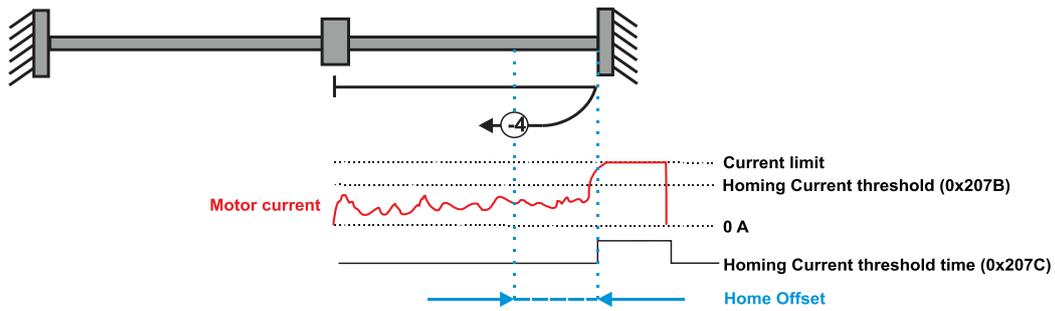 -4
Current limit
Homing Current threshold (0x207B)
Motor current
0 A
Homing Current threshold time (0x207C)
Home Offset